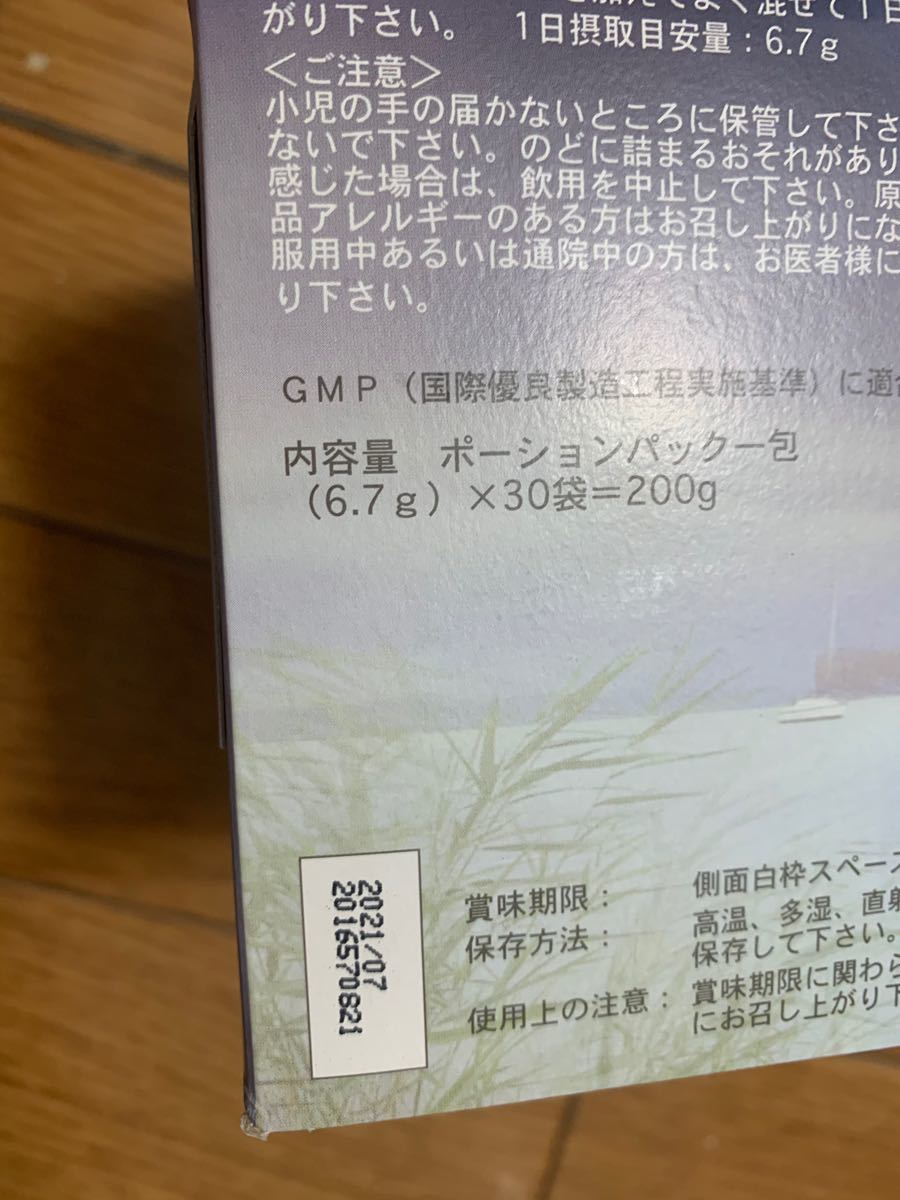 混ぜて1日
がり下さい。 1日摂取目安量:6.7g
＜ご注意＞
小児の手の届かないところに保管して下さ
ないで下さい。のどに詰まるおそれがあり
感じた場合は、飲用を中止して下さい。原
品アレルギーのある方はお召し上がりにな
服用中あるいは通院中の方は、お医者様に
り下さい。
GMP（国際優良製造工程実施基準）に適合
内容量 ポーションパック一包
（6.7g）×30袋＝200g
賞味期限： 側面白枠スペース
保存方法： 高温、多湿、直射
保存して下さい。
使用上の注意： 賞味期限に関わら
にお召し上がり下
2021/07
2016570821